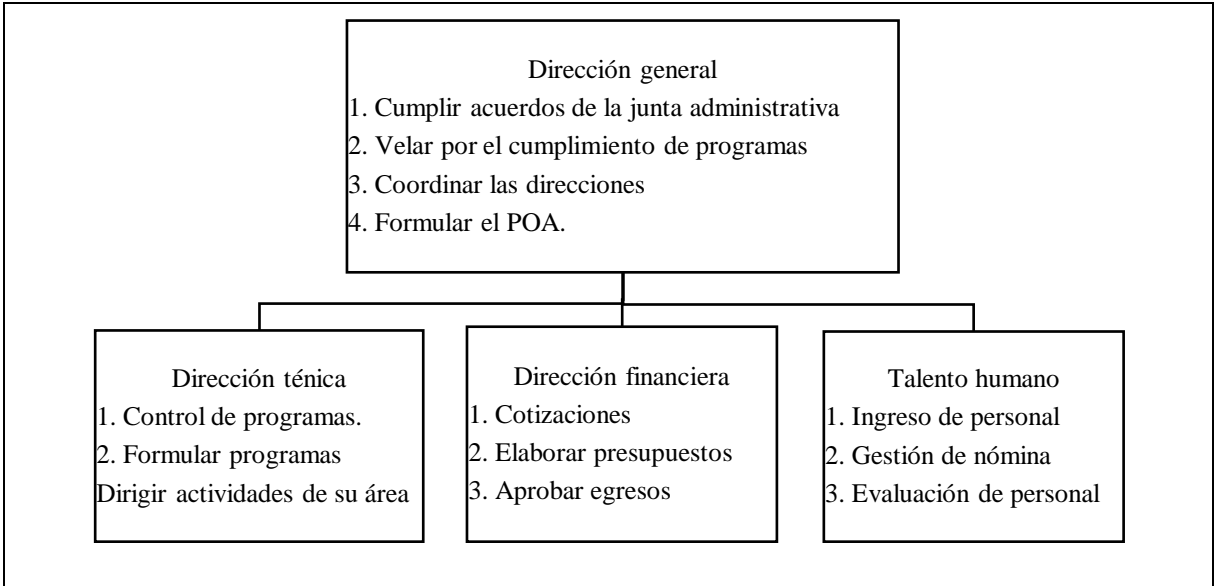 Dirección general
1. Cumplir acuerdos de la junta administrativa
2. Velar por el cumplimiento de programas
3. Coordinar las direcciones
4. Formular el POA.
Dirección ténica
1. Control de programas.
2. Formular programas
Dirigir actividades de su área
Dirección financiera
1. Cotizaciones
2. Elaborar presupuestos
3. Aprobar egresos
Talento humano
1. Ingreso de personal
2. Gestión de nómina
3. Evaluación de personal